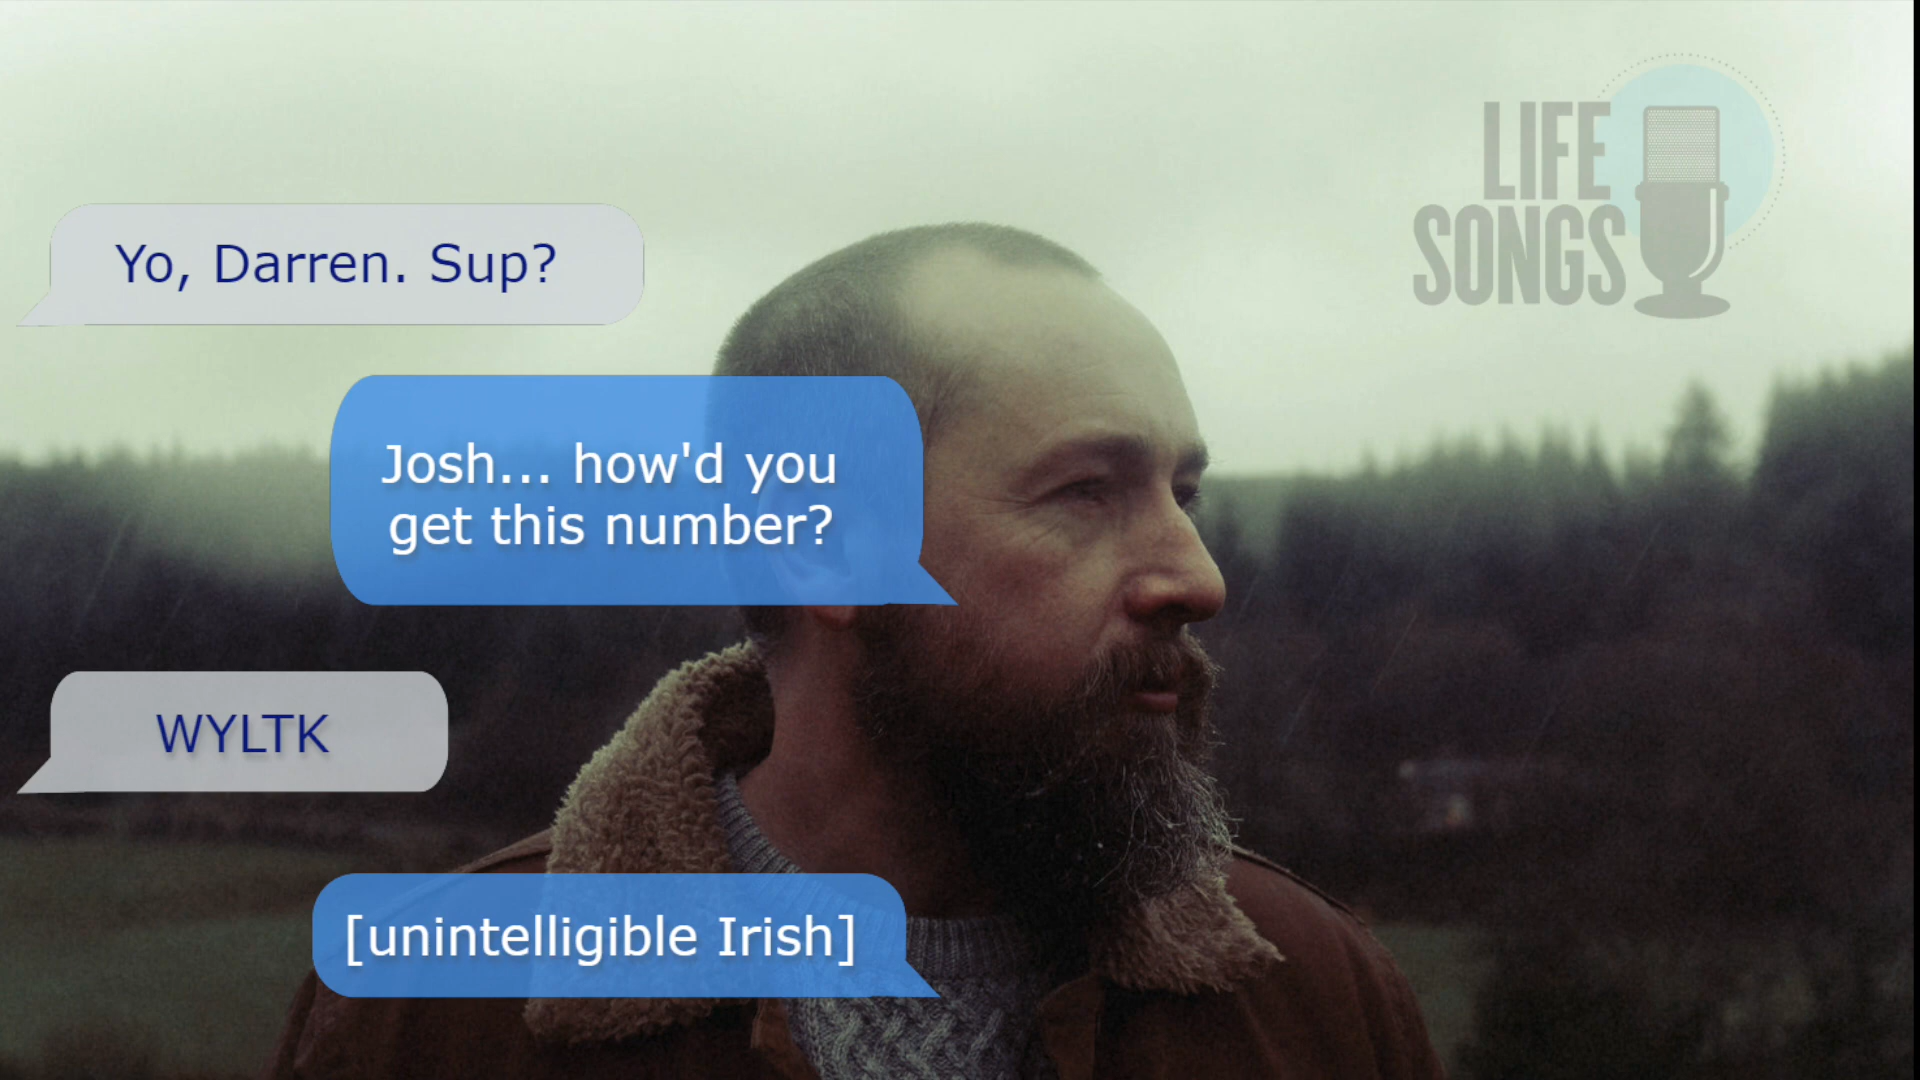 LIFE
SONGS
Yo, Darren. Sup?
Josh... how'd you
get this number?
WYLTK
[unintelligible Irish]